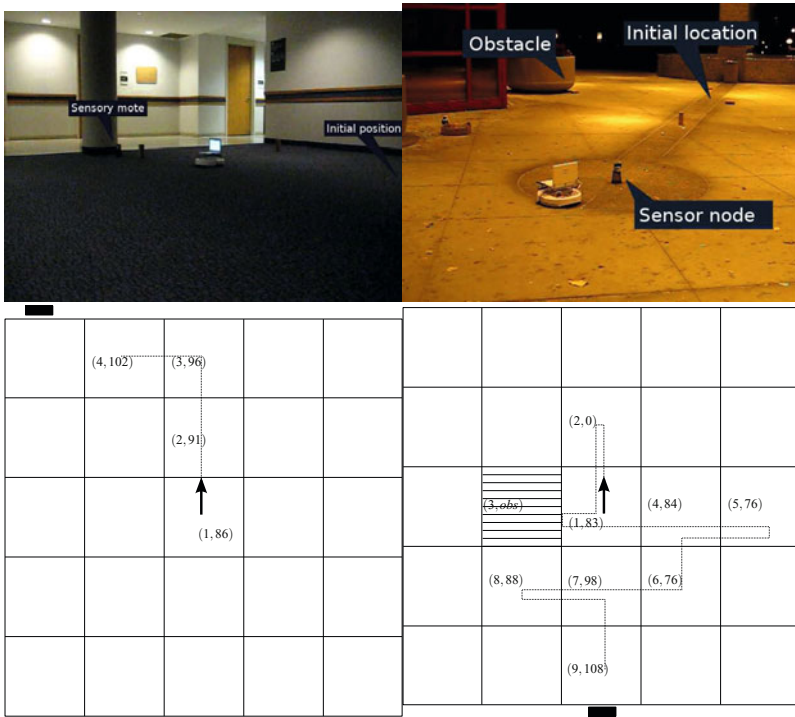 Sensory mote
Initial position
Obstacle
Initial location
Sensor node
(4, 102)
(3, 96)
(2, 91)
(1, 86)
(2, 0)
(3, obs)
(4, 84)
(5, 76)
(1, 83)
(8, 88)
(7, 98)
(6, 76)
(9, 108)